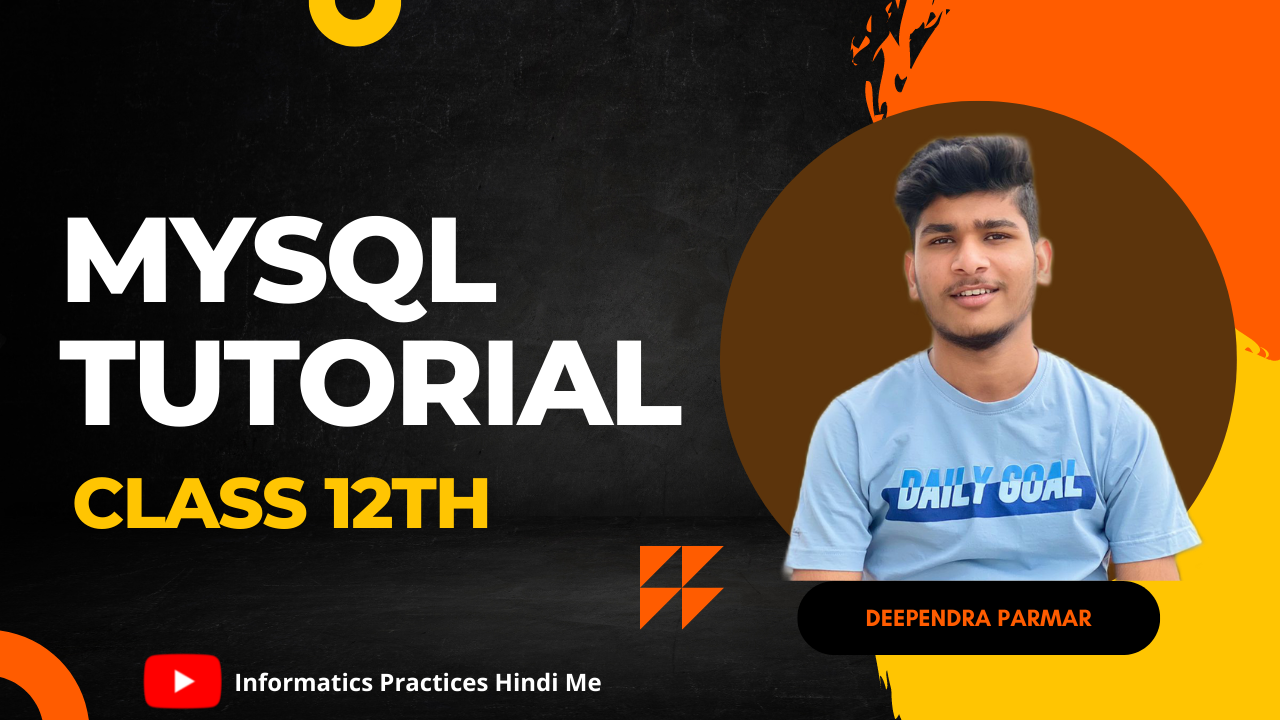 MYSQL
TUTORIAL
CLASS 12TH
DAILY GOAL
DEEPENDRA PARMAR
Informatics Practices Hindi Me